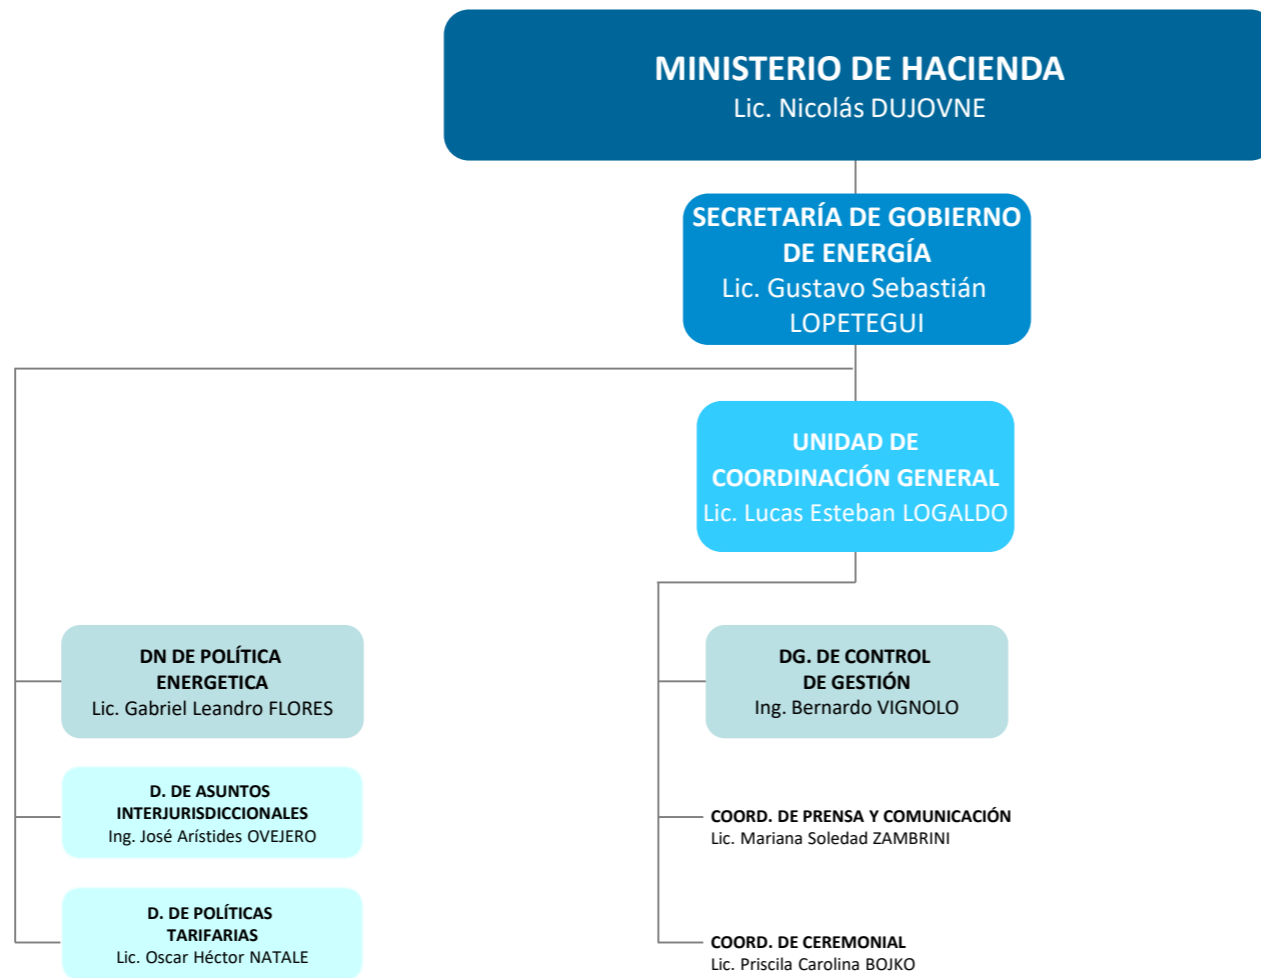 MINISTERIO DE HACIENDA
Lic. Nicolás DUJOVNE
SECRETARÍA DE GOBIERNO
DE ENERGÍA
Lic. Gustavo Sebastián
LOPETEGUI
UNIDAD DE
COORDINACIÓN GENERAL
Lic. Lucas Esteban LOGALDO
DN DE POLÍTICA
ENERGETICA
Lic. Gabriel Leandro FLORES
D. DE ASUNTOS
INTERJURISDICCIONALES
Ing. José Arístides OVEJERO
D. DE POLÍTICAS
TARIFARIAS
Lic. Oscar Héctor NATALE
DG. DE CONTROL
DE GESTIÓN
Ing. Bernardo VIGNOLO
COORD. DE PRENSA Y COMUNICACIÓN
Lic. Mariana Soledad ZAMBRINI
COORD. DE CEREMONIAL
Lic. Priscila Carolina BOJKO